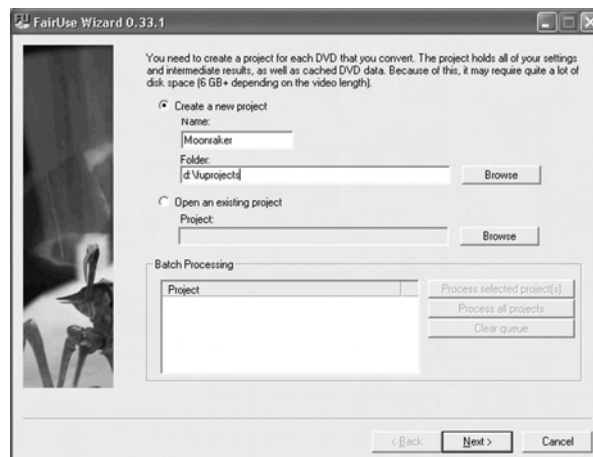 FairUse Wizard 0.33.1
You need to create a project for each DVD that you convert. The project holds all of your settings
and intermediate results, as well as cached DVD data. Because of this, it may require quite a lot of
disk space (6 GB+ depending on the video length).
Create a new project
Name:
Moonraker
Folder:
d:\fuprojects
Browse
Open an existing project
Project:
Browse
Batch Processing
Project
Process selected project(s)
Process all projects
Clear queue
< Back
Next >
Cancel